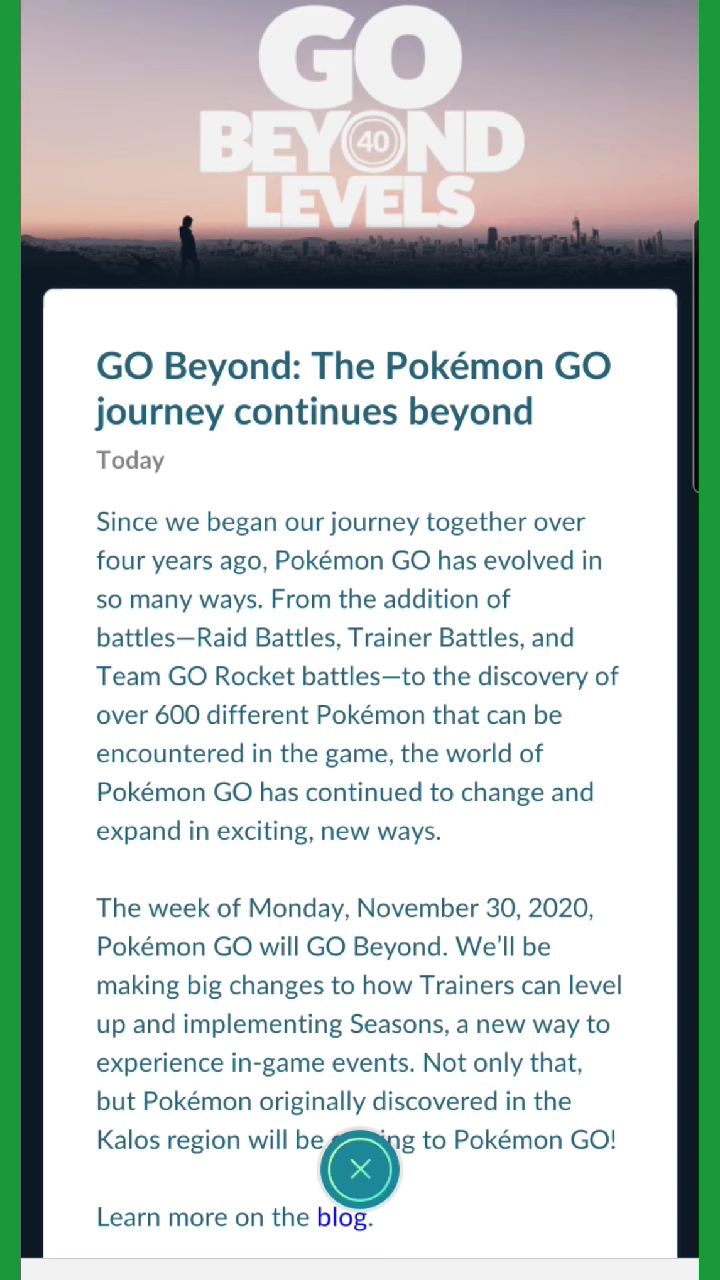 GO
BEYOND
40
LEVELS
GO Beyond: The Pokémon GO
journey continues beyond
Today
Since we began our journey together over
four years ago, Pokémon GO has evolved in
so many ways. From the addition of
battles—Raid Battles, Trainer Battles, and
Team GO Rocket battles—to the discovery of
over 600 different Pokémon that can be
encountered in the game, the world of
Pokémon GO has continued to change and
expand in exciting, new ways.
The week of Monday, November 30, 2020,
Pokémon GO will GO Beyond. We’ll be
making big changes to how Trainers can level
up and implementing Seasons, a new way to
experience in-game events. Not only that,
but Pokémon originally discovered in the
Kalos region will be ng to Pokémon GO!
Learn more on the blog.